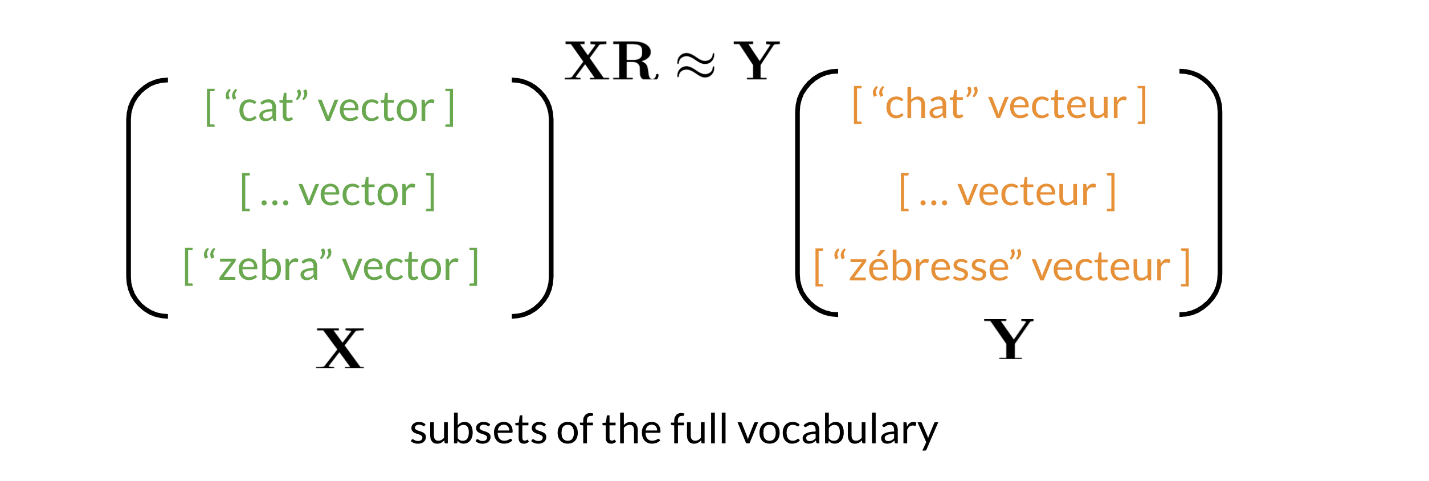 XR ≈ Y
[ “cat” vector ]
[ ... vector ]
[ “zebra” vector ]
X
[ “chat” vecteur ]
[ ... vecteur ]
[ “zébresse” vecteur ]
Y
subsets of the full vocabulary